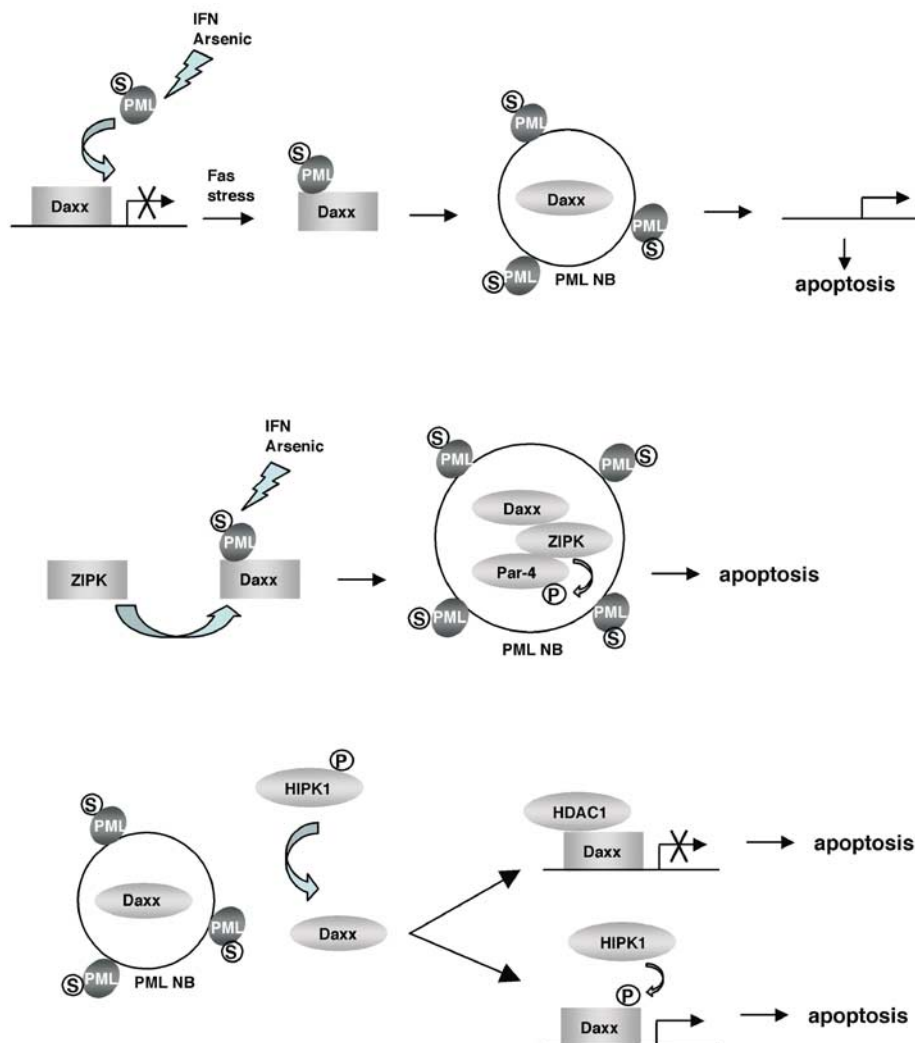 IFN
Arsenic
S
PML
Daxx
Fas
stress
S
PML
Daxx
S
PML
Daxx
PML
S
S
PML
PML NB
apoptosis
IFN
Arsenic
S
PML
ZIPK
Daxx
S
PML
PML
S
Daxx
ZIPK
Par-4
P
S
PML
PML
S
PML NB
apoptosis
P
HIPK1
S
PML
Daxx
PML
S
S
PML
PML NB
Daxx
HDAC1
Daxx
apoptosis
HIPK1
P
Daxx
apoptosis